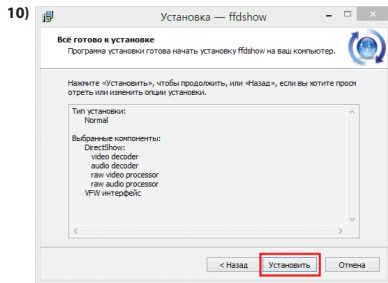 10)
Установка — ffdshow
Всё готово к установке
Программа установки готова начать установку ffdshow на ваш компьютер.
Нажмите «Установить», чтобы продолжить, или «Назад», если вы хотите просм
отреть или изменить опции установки.
Тип установки:
Normal
Выбранные компоненты:
DirectShow:
video decoder
audio decoder
raw video processor
raw audio processor
VFW интерфейс
< Назад Установить Отмена